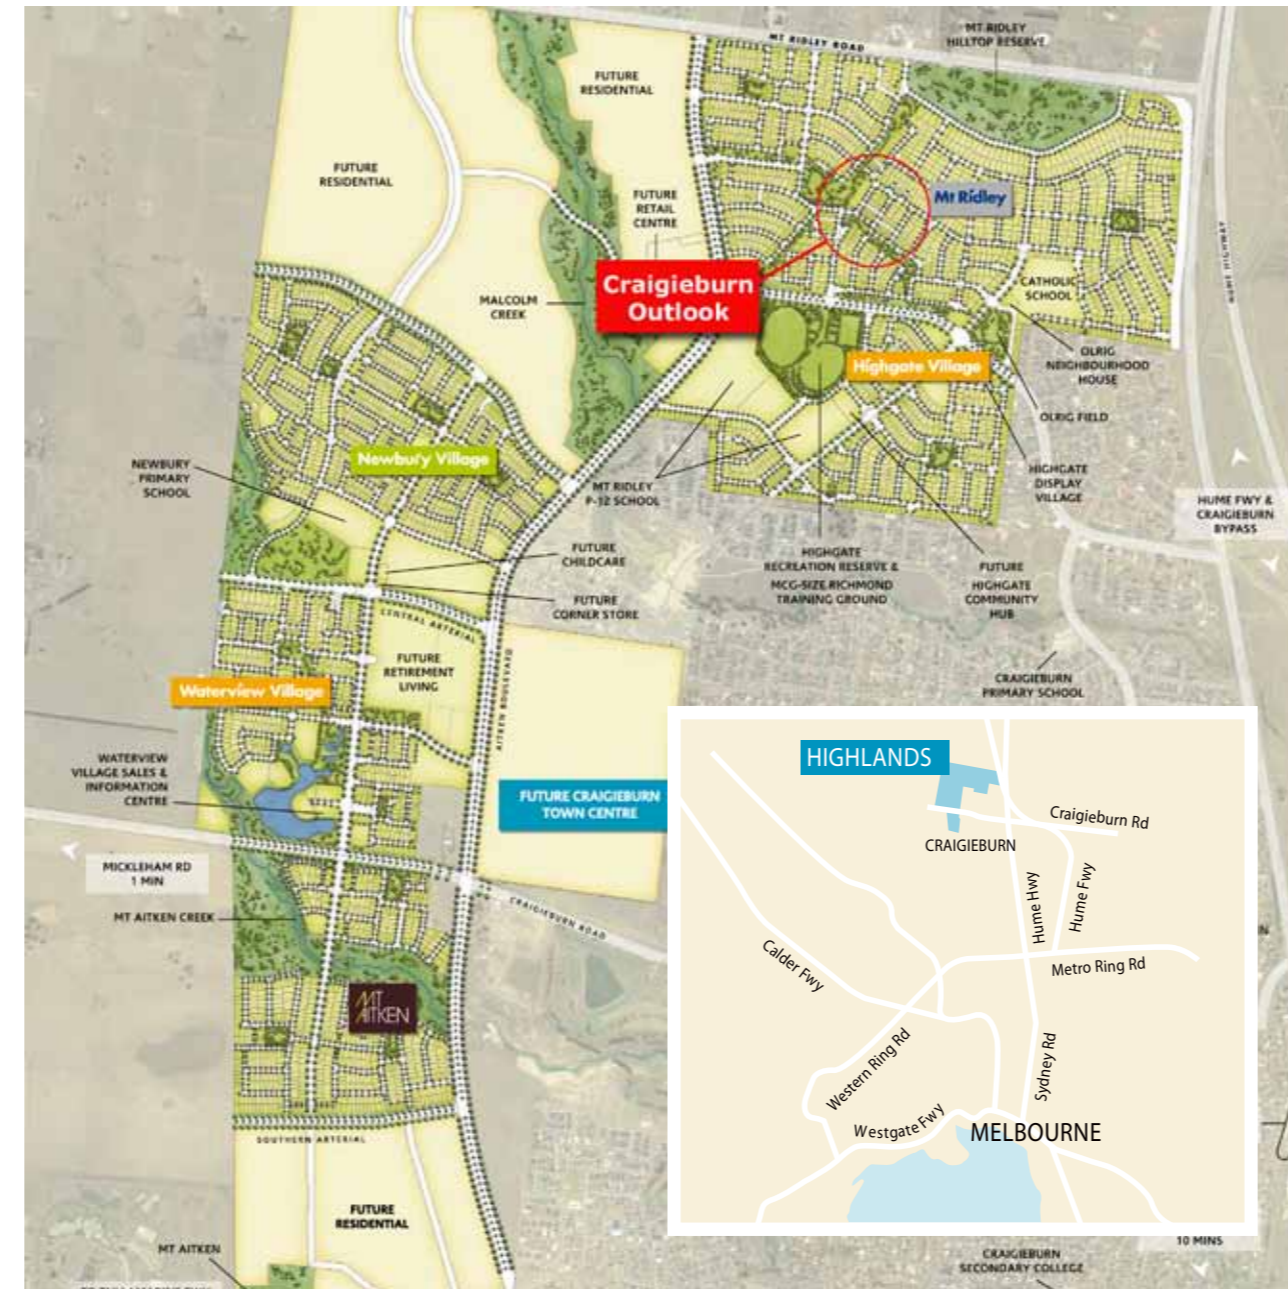 MT RIDLEY ROAD
MT RIDLEY
HILLTOP RESERVE
FUTURE
RESIDENTIAL
FUTURE
RESIDENTIAL
FUTURE
RETAIL
CENTRE
Mt Ridley
HUME HIGHWAY
Craigieburn
Outlook
CATHOLIC
SCHOOL
MALCOLM
CREEK
OLRIG
NEIGHBOURHOOD
HOUSE
Highgate Village
OLRIG FIELD
Newbury Village
NEWBURY
PRIMARY
SCHOOL
MT RIDLEY
P-12 SCHOOL
HIGHGATE
DISPLAY
VILLAGE
HUME FWY &
CRAIGIEBURN
BYPASS
FUTURE
CHILDCARE
HIGHGATE
RECREATION RESERVE &
MCG-SIZE RICHMOND
TRAINING GROUND
FUTURE
HIGHGATE
COMMUNITY
HUB
FUTURE
CORNER STORE
CENTRAL ARTERIAL
FUTURE
RETIREMENT
LIVING
AITKEN BOULEVARD
CRAIGIEBURN
PRIMARY SCHOOL
Waterview Village
WATERVIEW
VILLAGE SALES &
INFORMATION
CENTRE
FUTURE CRAIGIEBURN
TOWN CENTRE
MICKLEHAM RD
1 MIN
MT AITKEN CREEK
CRAIGIEBURN ROAD
MT
AITKEN
SOUTHERN ARTERIAL
FUTURE
RESIDENTIAL
MT AITKEN
HIGHLANDS
Craigieburn Rd
CRAIGIEBURN
Hume Hwy
Hume Fwy
Calder Fwy
Metro Ring Rd
Western Ring Rd
Sydney Rd
Westgate Fwy
MELBOURNE
10 MINS
CRAIGIEBURN
SECONDARY COLLEGE